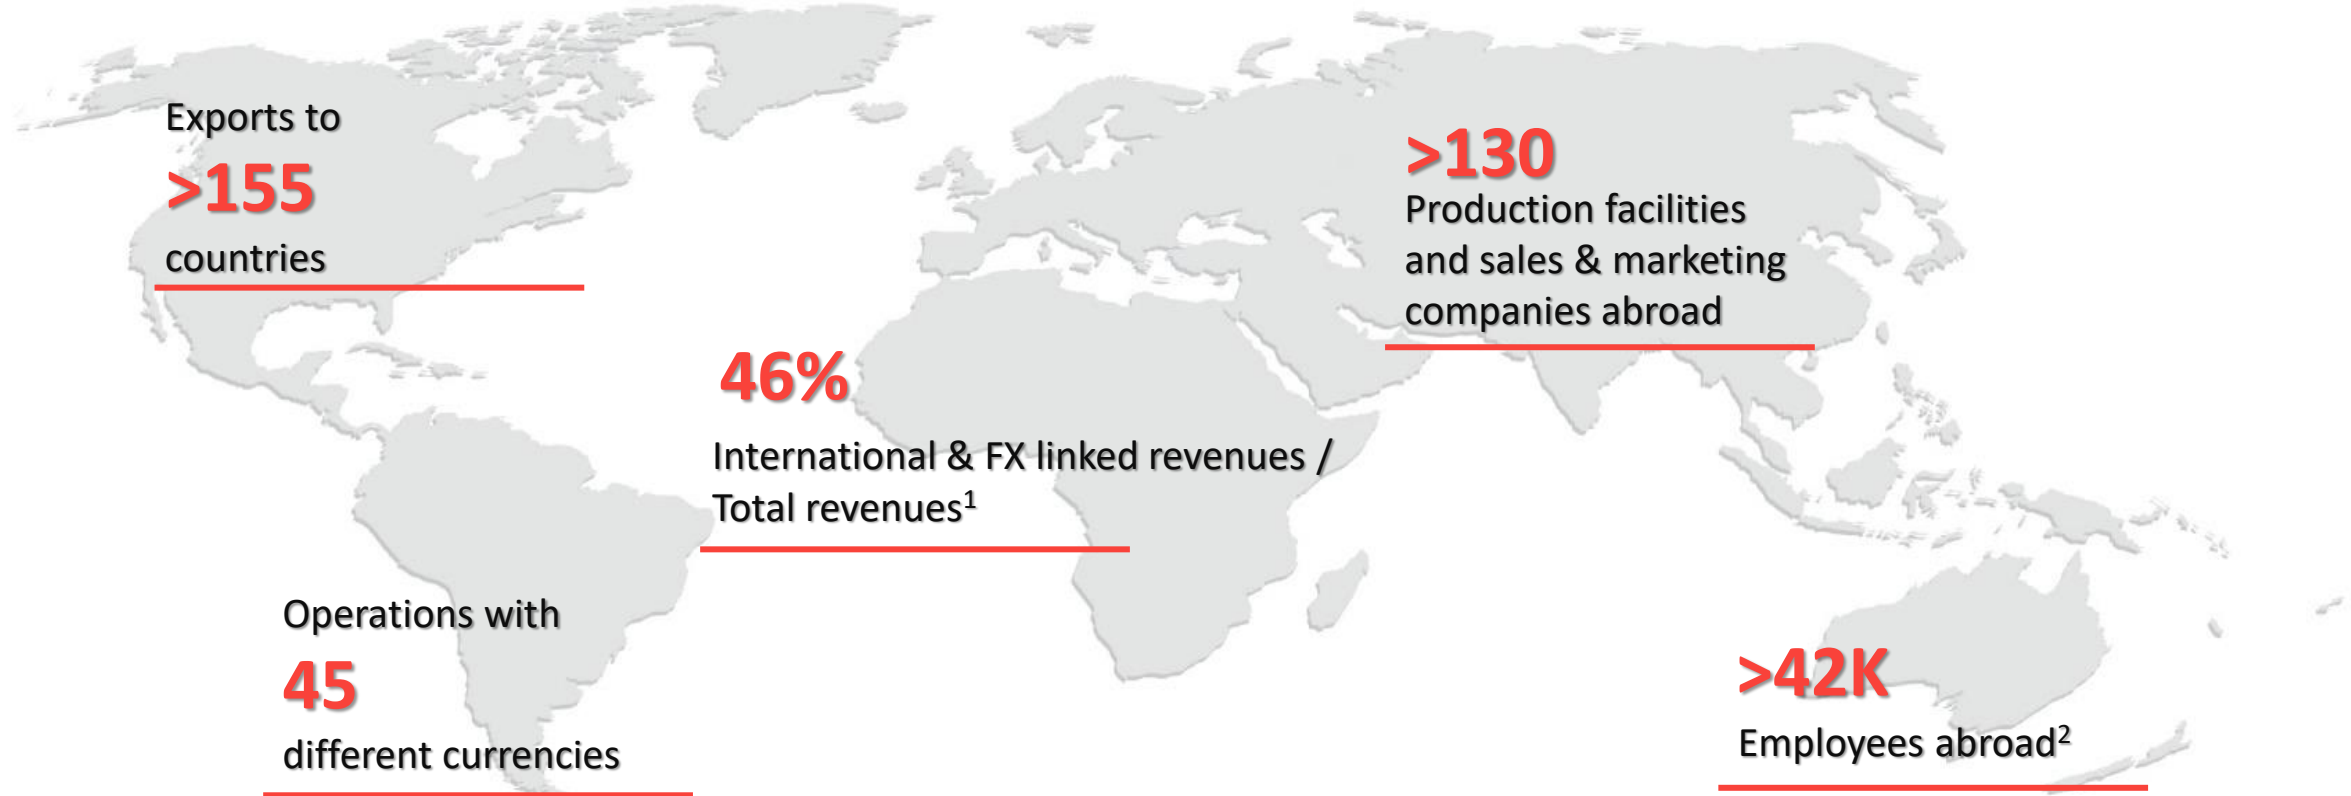 Exports to
>155
countries
>130
Production facilities
and sales & marketing
companies abroad
46%
International & FX linked revenues /
Total revenues¹
Operations with
45
different currencies
>42K
Employees abroad²